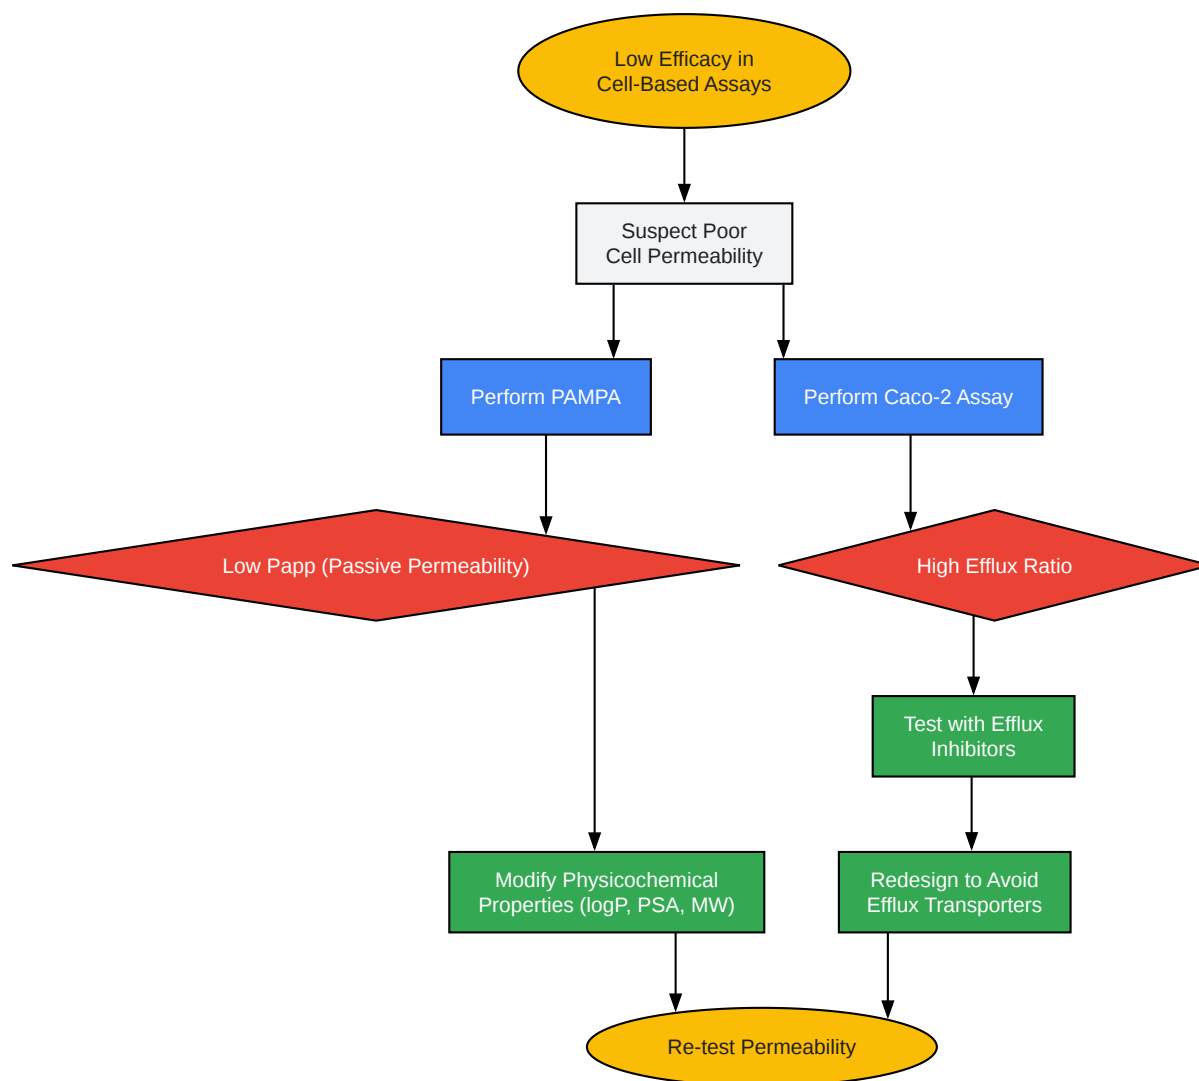 Low Efficacy in
Cell-Based Assays
Suspect Poor
Cell Permeability
Perform PAMPA
Perform Caco-2 Assay
Low Papp (Passive Permeability)
High Efflux Ratio
Test with Efflux
Inhibitors
Modify Physicochemical
Properties (logP, PSA, MW)
Redesign to Avoid
Efflux Transporters
Re-test Permeability